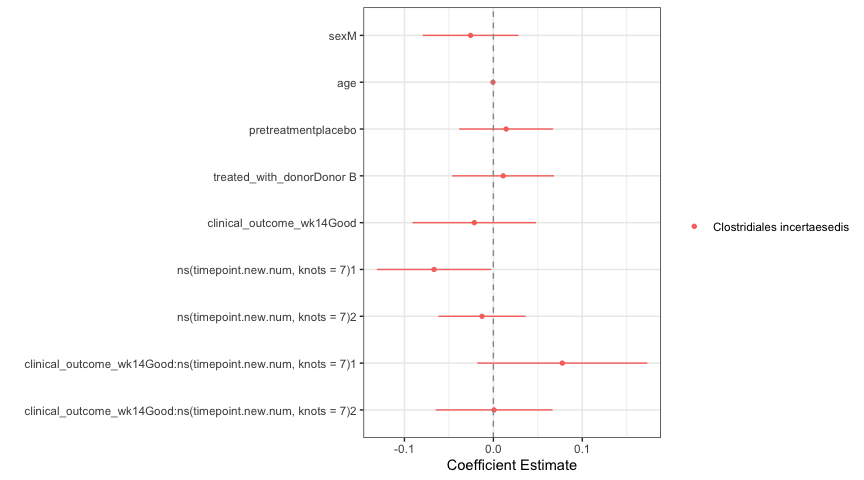 sexM
age
pretreatmentplacebo
treated_with_donorDonor B
clinical_outcome_wk14Good
ns(timepoint.new.num, knots = 7)1
ns(timepoint.new.num, knots = 7)2
clinical_outcome_wk14Good:ns(timepoint.new.num, knots = 7)1
clinical_outcome_wk14Good:ns(timepoint.new.num, knots = 7)2
-0.1 0.0 0.1
Coefficient Estimate
Clostridiales incertaesedis